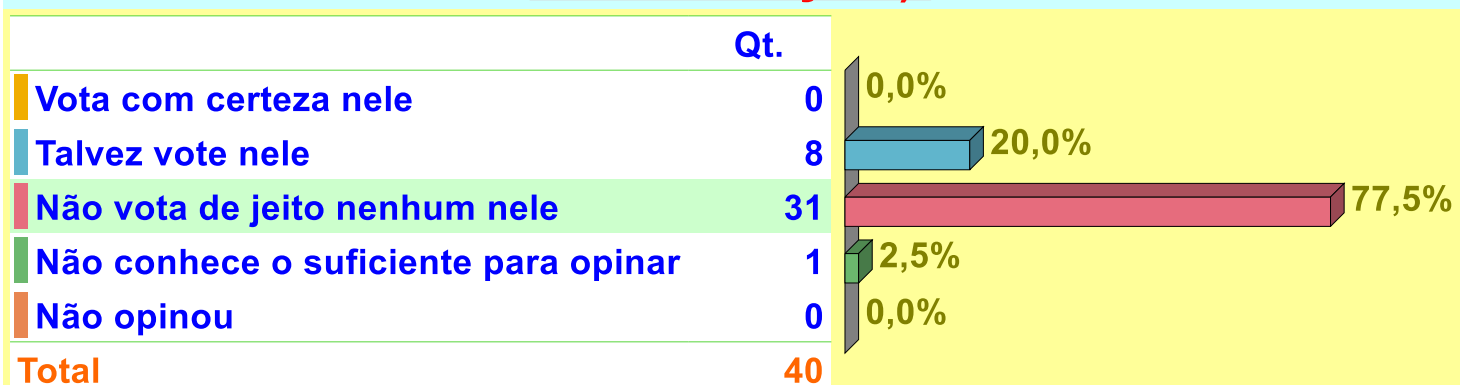 Qt.
Vota com certeza nele 0 0,0%
Talvez vote nele 8 20,0%
Não vota de jeito nenhum nele 31 77,5%
Não conhece o suficiente para opinar 1 2,5%
Não opinou 0 0,0%
Total 40